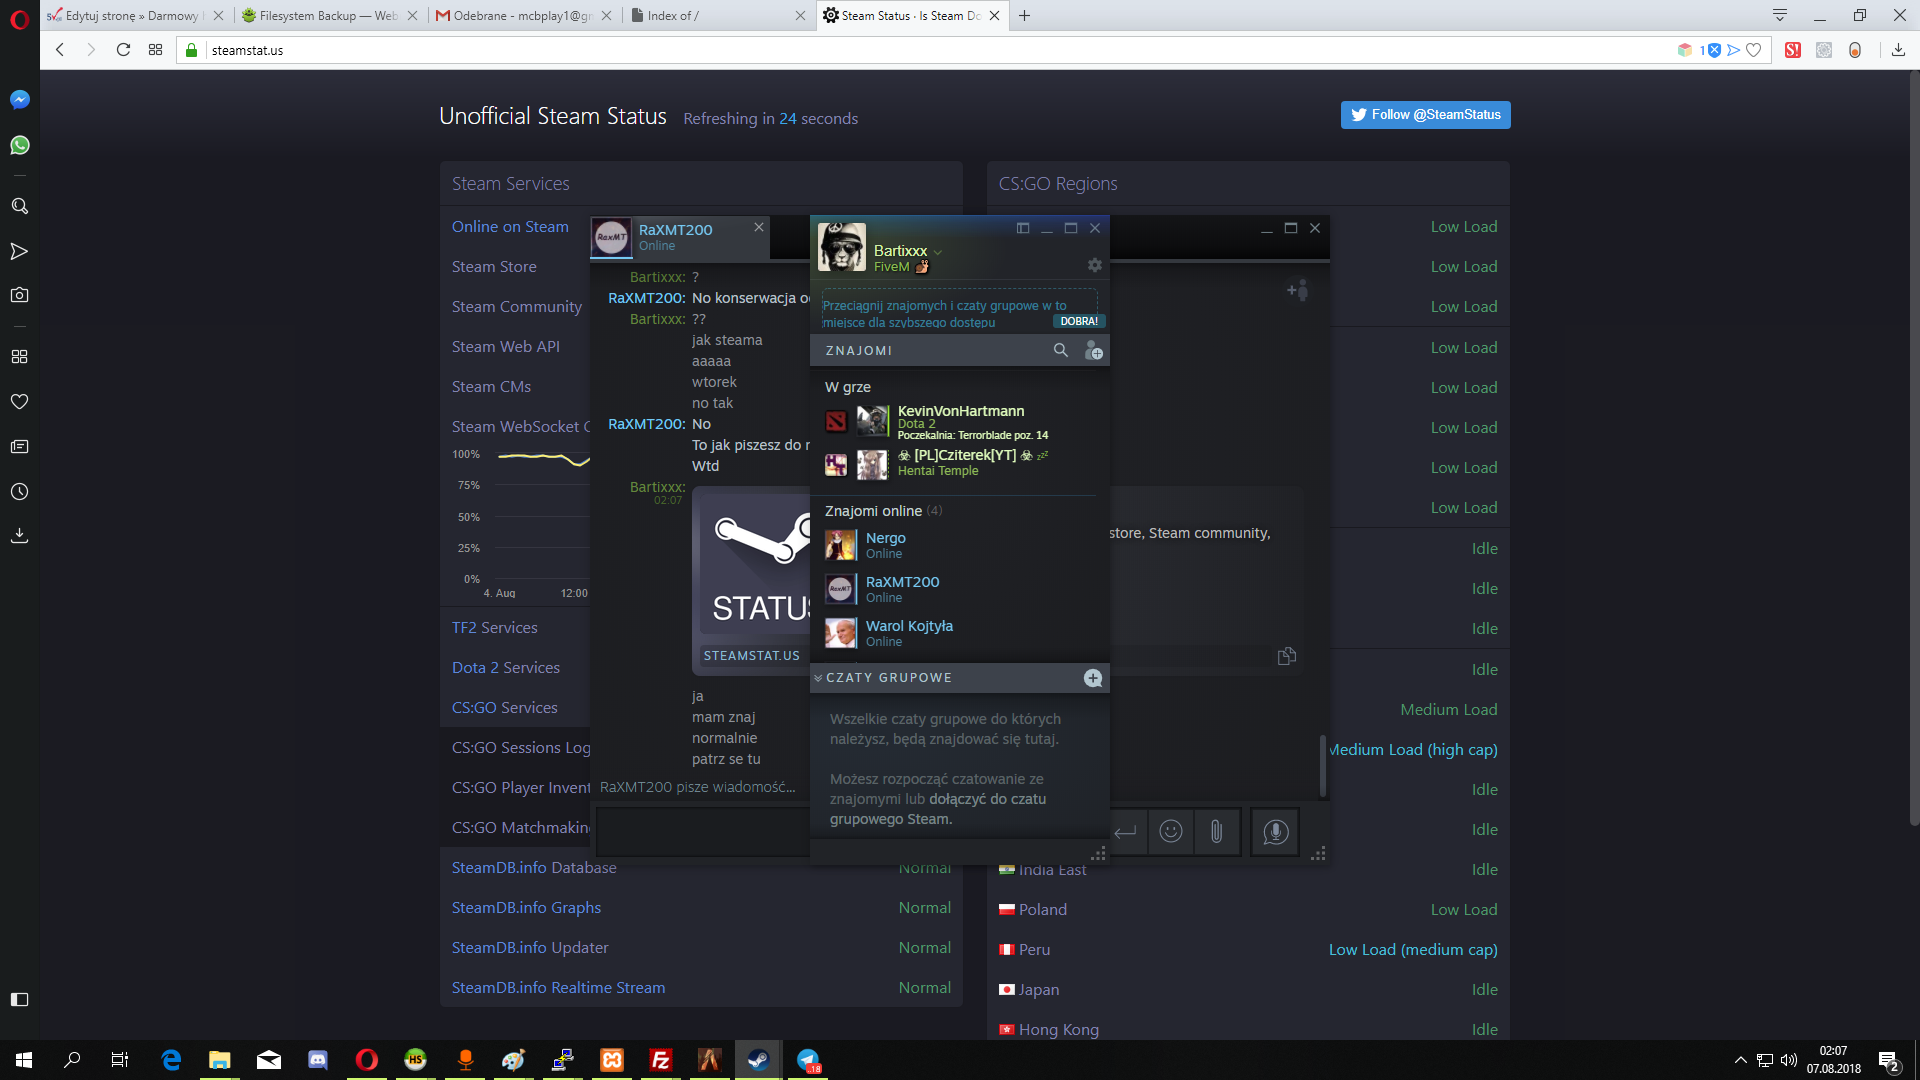 Edytuj stronę » Darmowy
Filesystem Backup — Web
Odebrane - mcbplay1@gm
Index of /
Steam Status · Is Steam Do
steamstat.us
1
Unofficial Steam Status
Refreshing in 24 seconds
Follow @SteamStatus
Steam Services
Online on Steam
Steam Store
Steam Community
Steam Web API
Steam CMs
Steam WebSocket C
100%
75%
50%
25%
0%
4. Aug
12:00
TF2 Services
Dota 2 Services
CS:GO Services
CS:GO Sessions Log
CS:GO Player Invent
CS:GO Matchmakin
SteamDB.info Database
Normal
SteamDB.info Graphs
Normal
SteamDB.info Updater
Normal
SteamDB.info Realtime Stream
Normal
RaXMT
RaXMT200
Online
Bartixxx: ?
RaXMT200: No konserwacja od
Bartixxx: ??
jak steama
aaaaa
wtorek
no tak
RaXMT200: No
To jak piszesz do m
Wtd
Bartixxx:
02:07
STATUS
STEAMSTAT.US
store, Steam community,
ja
mam znaj
normalnie
patrz se tu
RaXMT200 pisze wiadomość...
Bartixxx
FiveM
Przeciągnij znajomych i czaty grupowe w to
miejsce dla szybszego dostępu
DOBRA!
ZNAJOMI
W grze
KevinVonHartmann
Dota 2
Poczekalnia: Terrorblade poz. 14
☣ [PL]Cziterek[YT] ☣ zzz
Hentai Temple
Znajomi online (4)
Nergo
Online
RaXMT
RaXMT200
Online
Warol Kojtyła
Online
CZATY GRUPOWE
Wszelkie czaty grupowe do których
należysz, będą znajdować się tutaj.
Możesz rozpocząć czatowanie ze
znajomymi lub dołączyć do czatu
grupowego Steam.
CS:GO Regions
Low Load
Low Load
Low Load
Low Load
Low Load
Low Load
Low Load
Low Load
Idle
Idle
Idle
Idle
Medium Load
Medium Load (high cap)
Idle
Idle
India East
Idle
Poland
Low Load
Peru
Low Load (medium cap)
Japan
Idle
Hong Kong
Idle
HS
18
02:07
07.08.2018
2